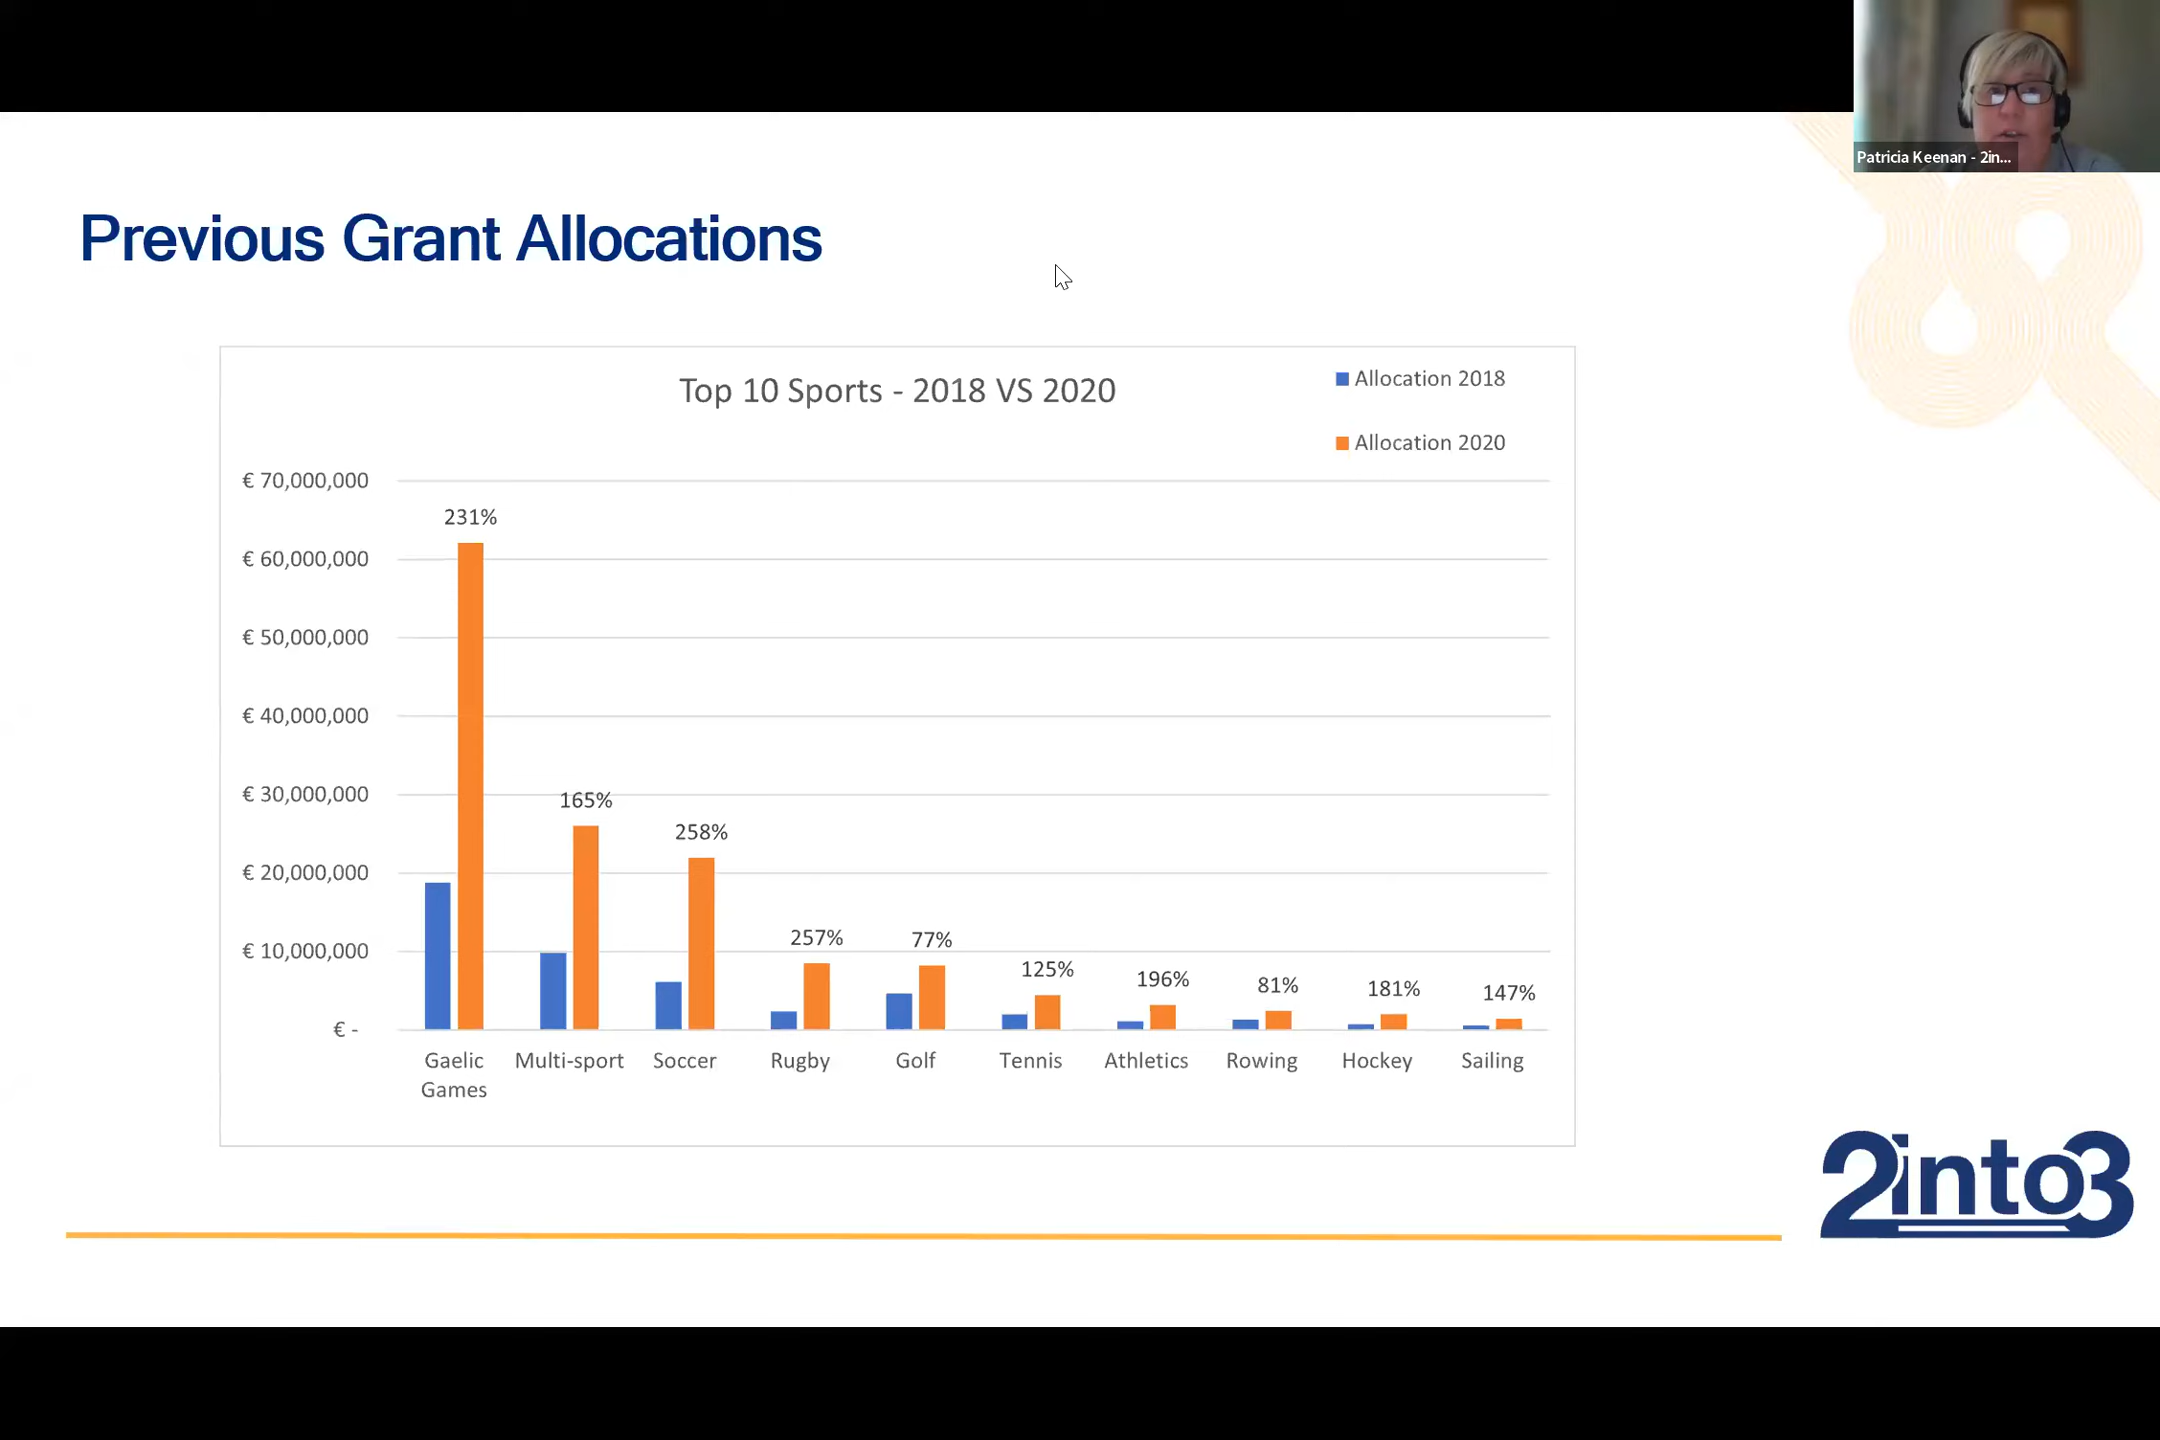 Patricia Keenan - 2in...
Previous Grant Allocations
Top 10 Sports - 2018 VS 2020
Allocation 2018
Allocation 2020
€ 70,000,000
€ 60,000,000
€ 50,000,000
€ 40,000,000
€ 30,000,000
€ 20,000,000
€ 10,000,000
€ -
231%
165%
258%
257%
77%
125%
196%
81%
181%
147%
Gaelic
Games
Multi-sport
Soccer
Rugby
Golf
Tennis
Athletics
Rowing
Hockey
Sailing
2into3